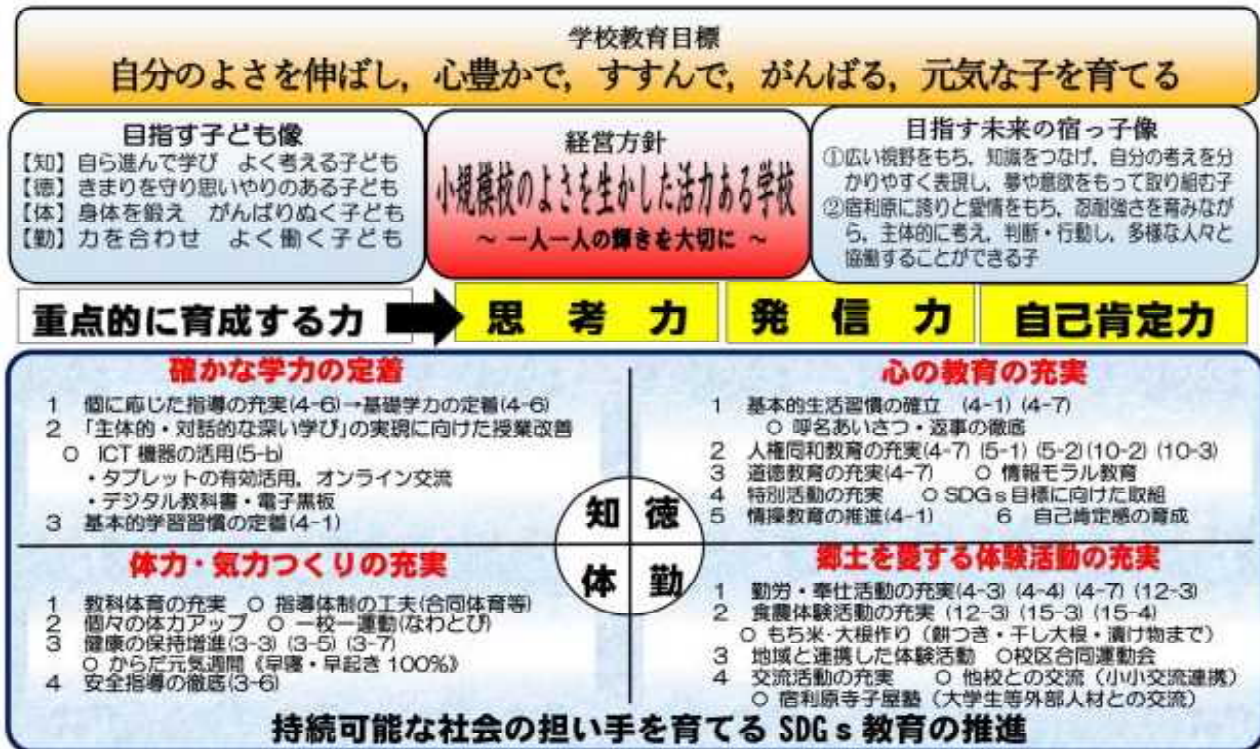 学校教育目標
自分のよさを伸ばし，心豊かで，すすんで，がんばる，元気な子を育てる
目指す子ども像
【知】自ら進んで学び　よく考える子ども
【徳】きまりを守り思いやりのある子ども
【体】身体を鍛え　がんばりぬく子ども
【勤】力を合わせ　よく働く子ども
経営方針
小規模校のよさを生かした活力ある学校
～ 一人一人の輝きを大切に ～
目指す未来の宿っ子像
①広い視野をもち，知識をつなげ，自分の考えを分
かりやすく表現し，夢や意欲をもって取り組む子
②宿利原に誇りと愛情をもち，忍耐強さを育みなが
ら，主体的に考え，判断・行動し，多様な人々と
協働することができる子
重点的に育成する力
思考力
発信力
自己肯定力
確かな学力の定着
1　個に応じた指導の充実(4-6)→基礎学力の定着(4-6)
2　「主体的・対話的な深い学び」の実現に向けた授業改善
○　ICT 機器の活用(5-b)
・タブレットの有効活用，オンライン交流
・デジタル教科書・電子黒板
3　基本的学習習慣の定着(4-1)
心の教育の充実
1　基本的生活習慣の確立　(4-1) (4-7)
○ 呼名あいさつ・返事の徹底
2　人権同和教育の充実(4-7) (5-1) (5-2) (10-2) (10-3)
3　道徳教育の充実(4-7)　　○ 情報モラル教育
4　特別活動の充実　　○ SDGｓ目標に向けた取組
5　情操教育の推進(4-1)　　　6　自己肯定感の育成
知 徳
体 勤
体力・気力つくりの充実
1　教科体育の充実　○ 指導体制の工夫(合同体育等)
2　個々の体力アップ　○ 一校一運動(なわとび)
3　健康の保持増進(3-3) (3-5) (3-7)
○ からだ元気週間《早寝・早起き 100%》
4　安全指導の徹底(3-6)
郷土を愛する体験活動の充実
1　勤労・奉仕活動の充実(4-3) (4-4) (4-7) (12-3)
2　食農体験活動の充実 (12-3) (15-3) (15-4)
○ もち米・大根作り（餅つき・干し大根・漬け物まで）
3　地域と連携した体験活動　○校区合同運動会
4　交流活動の充実　　○ 他校との交流（小小交流連携）
○ 宿利原寺子屋塾（大学生等外部人材との交流）
持続可能な社会の担い手を育てる SDGｓ教育の推進